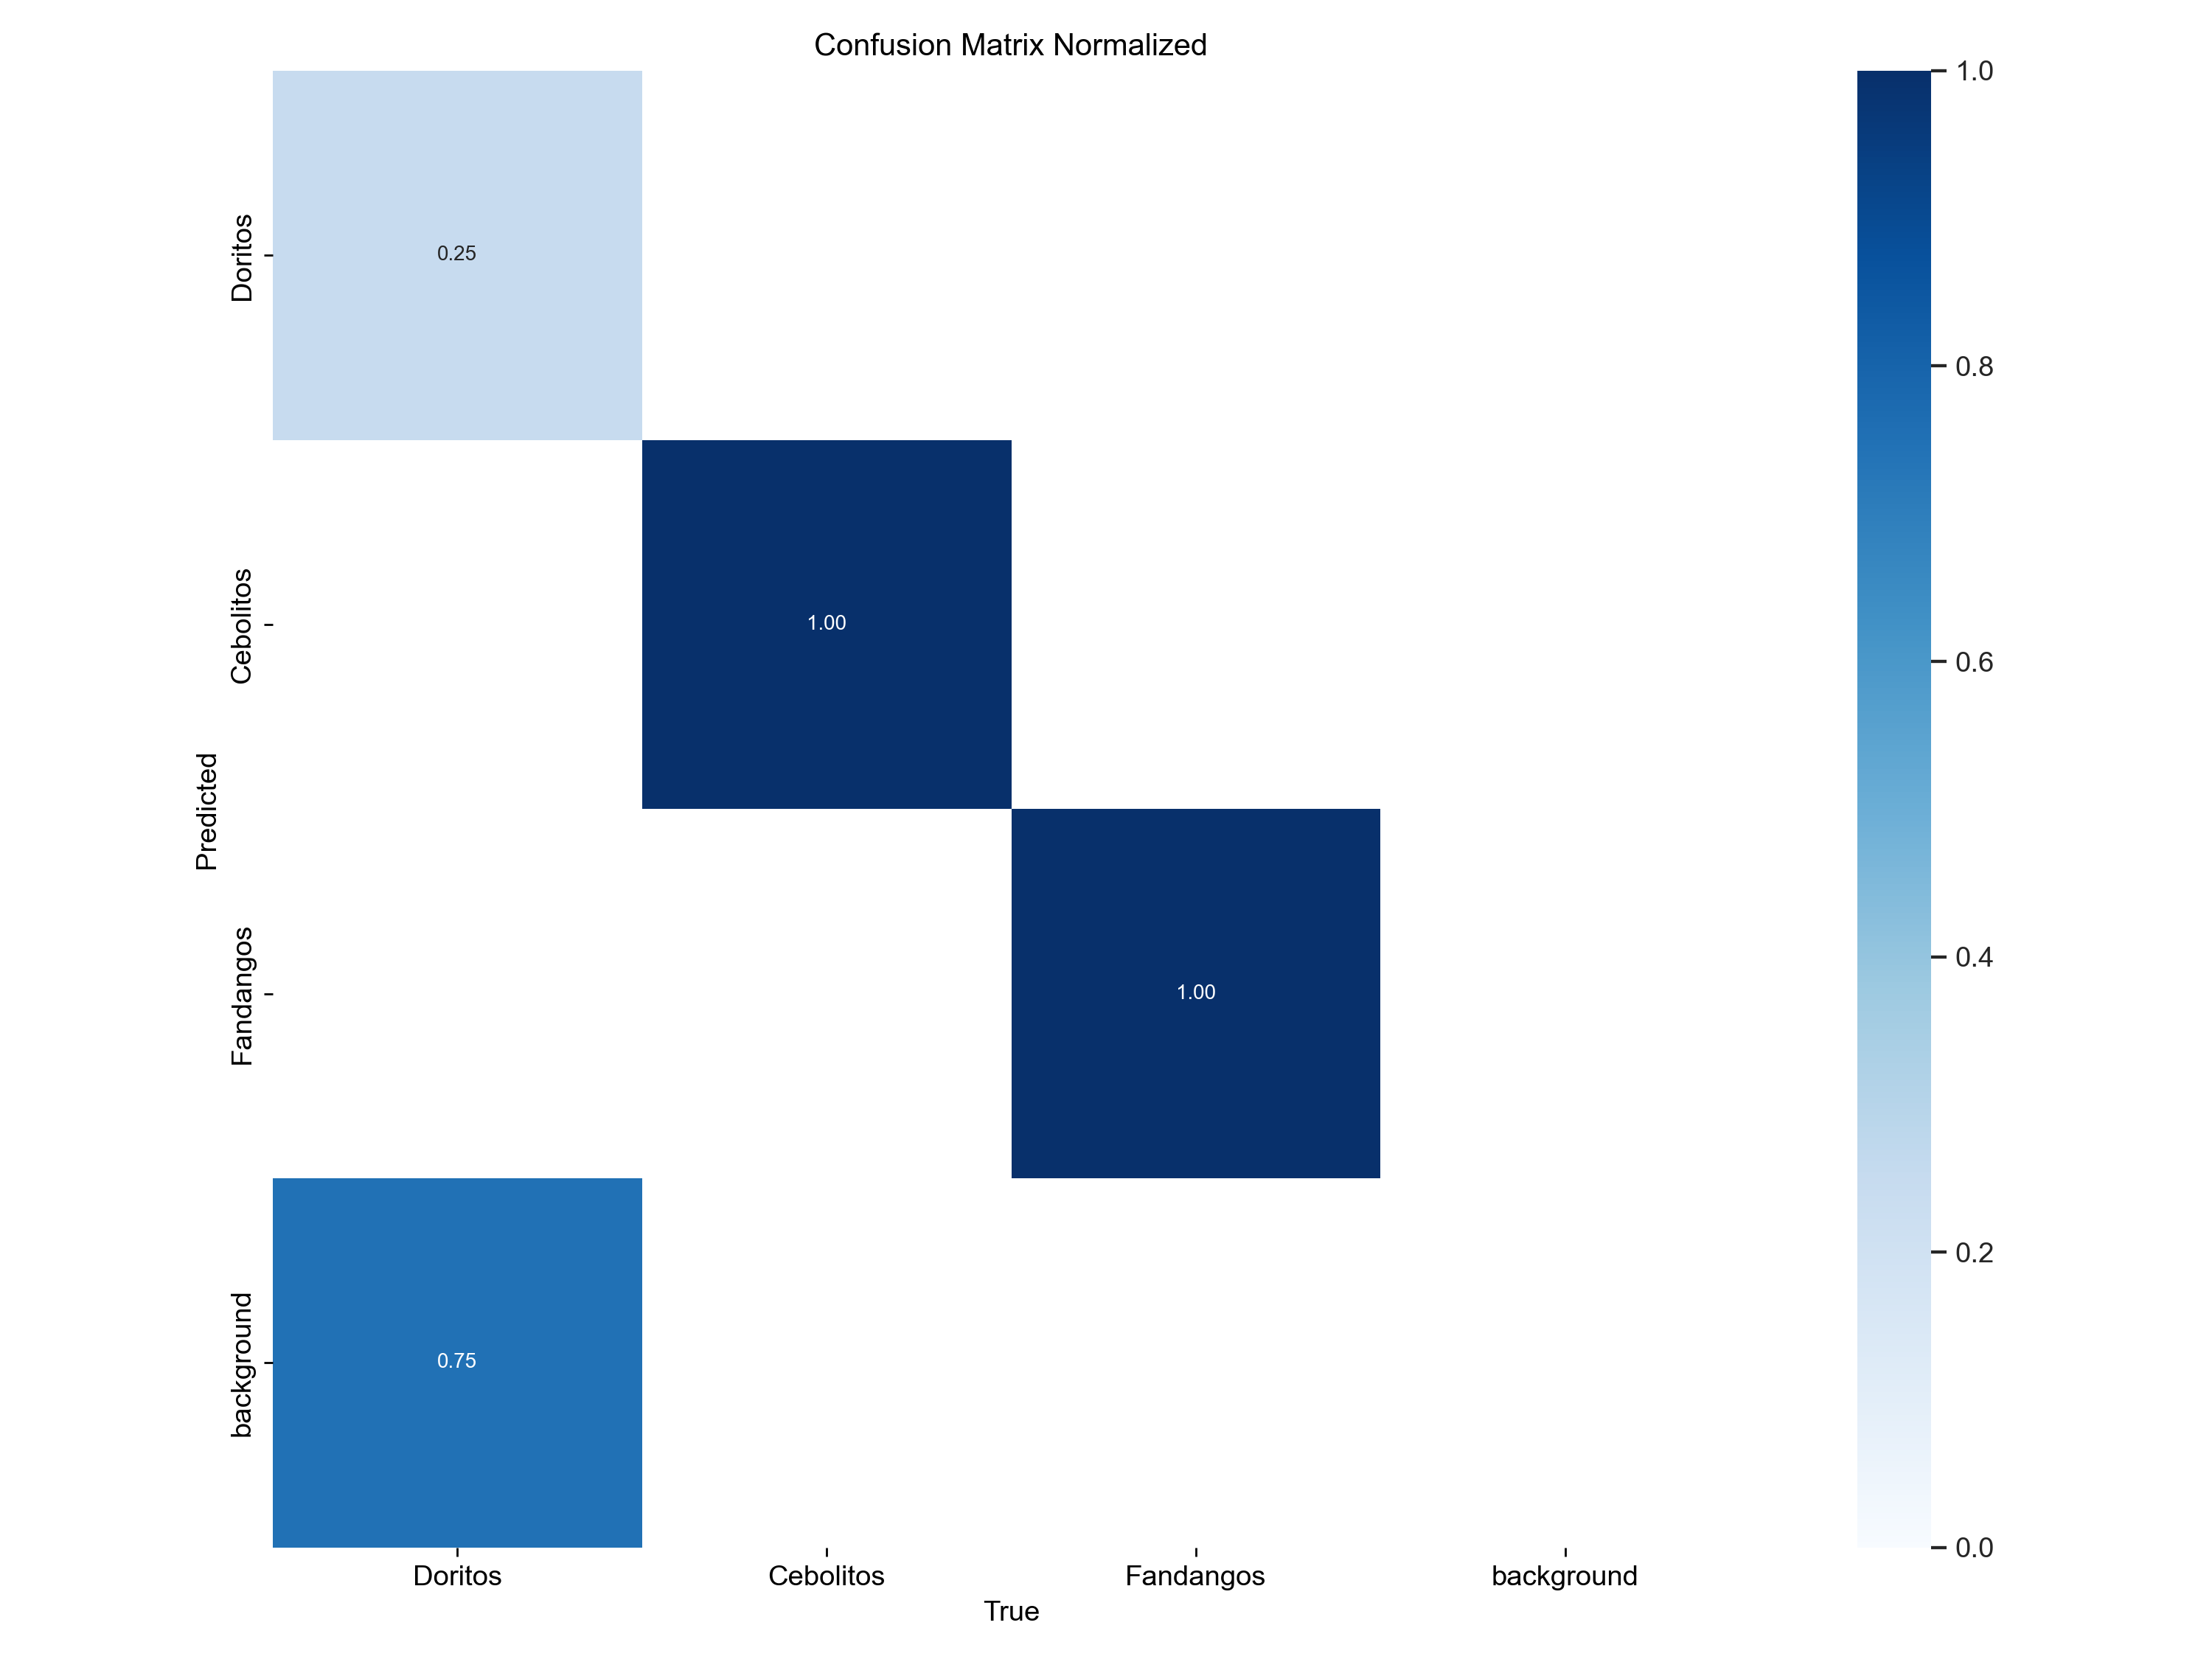 Confusion Matrix Normalized
1.0
0.8
0.6
0.4
0.2
0.0
Predicted
Doritos
Cebolitos
Fandangos
background
0.25
1.00
1.00
0.75
Doritos
Cebolitos
Fandangos
background
True